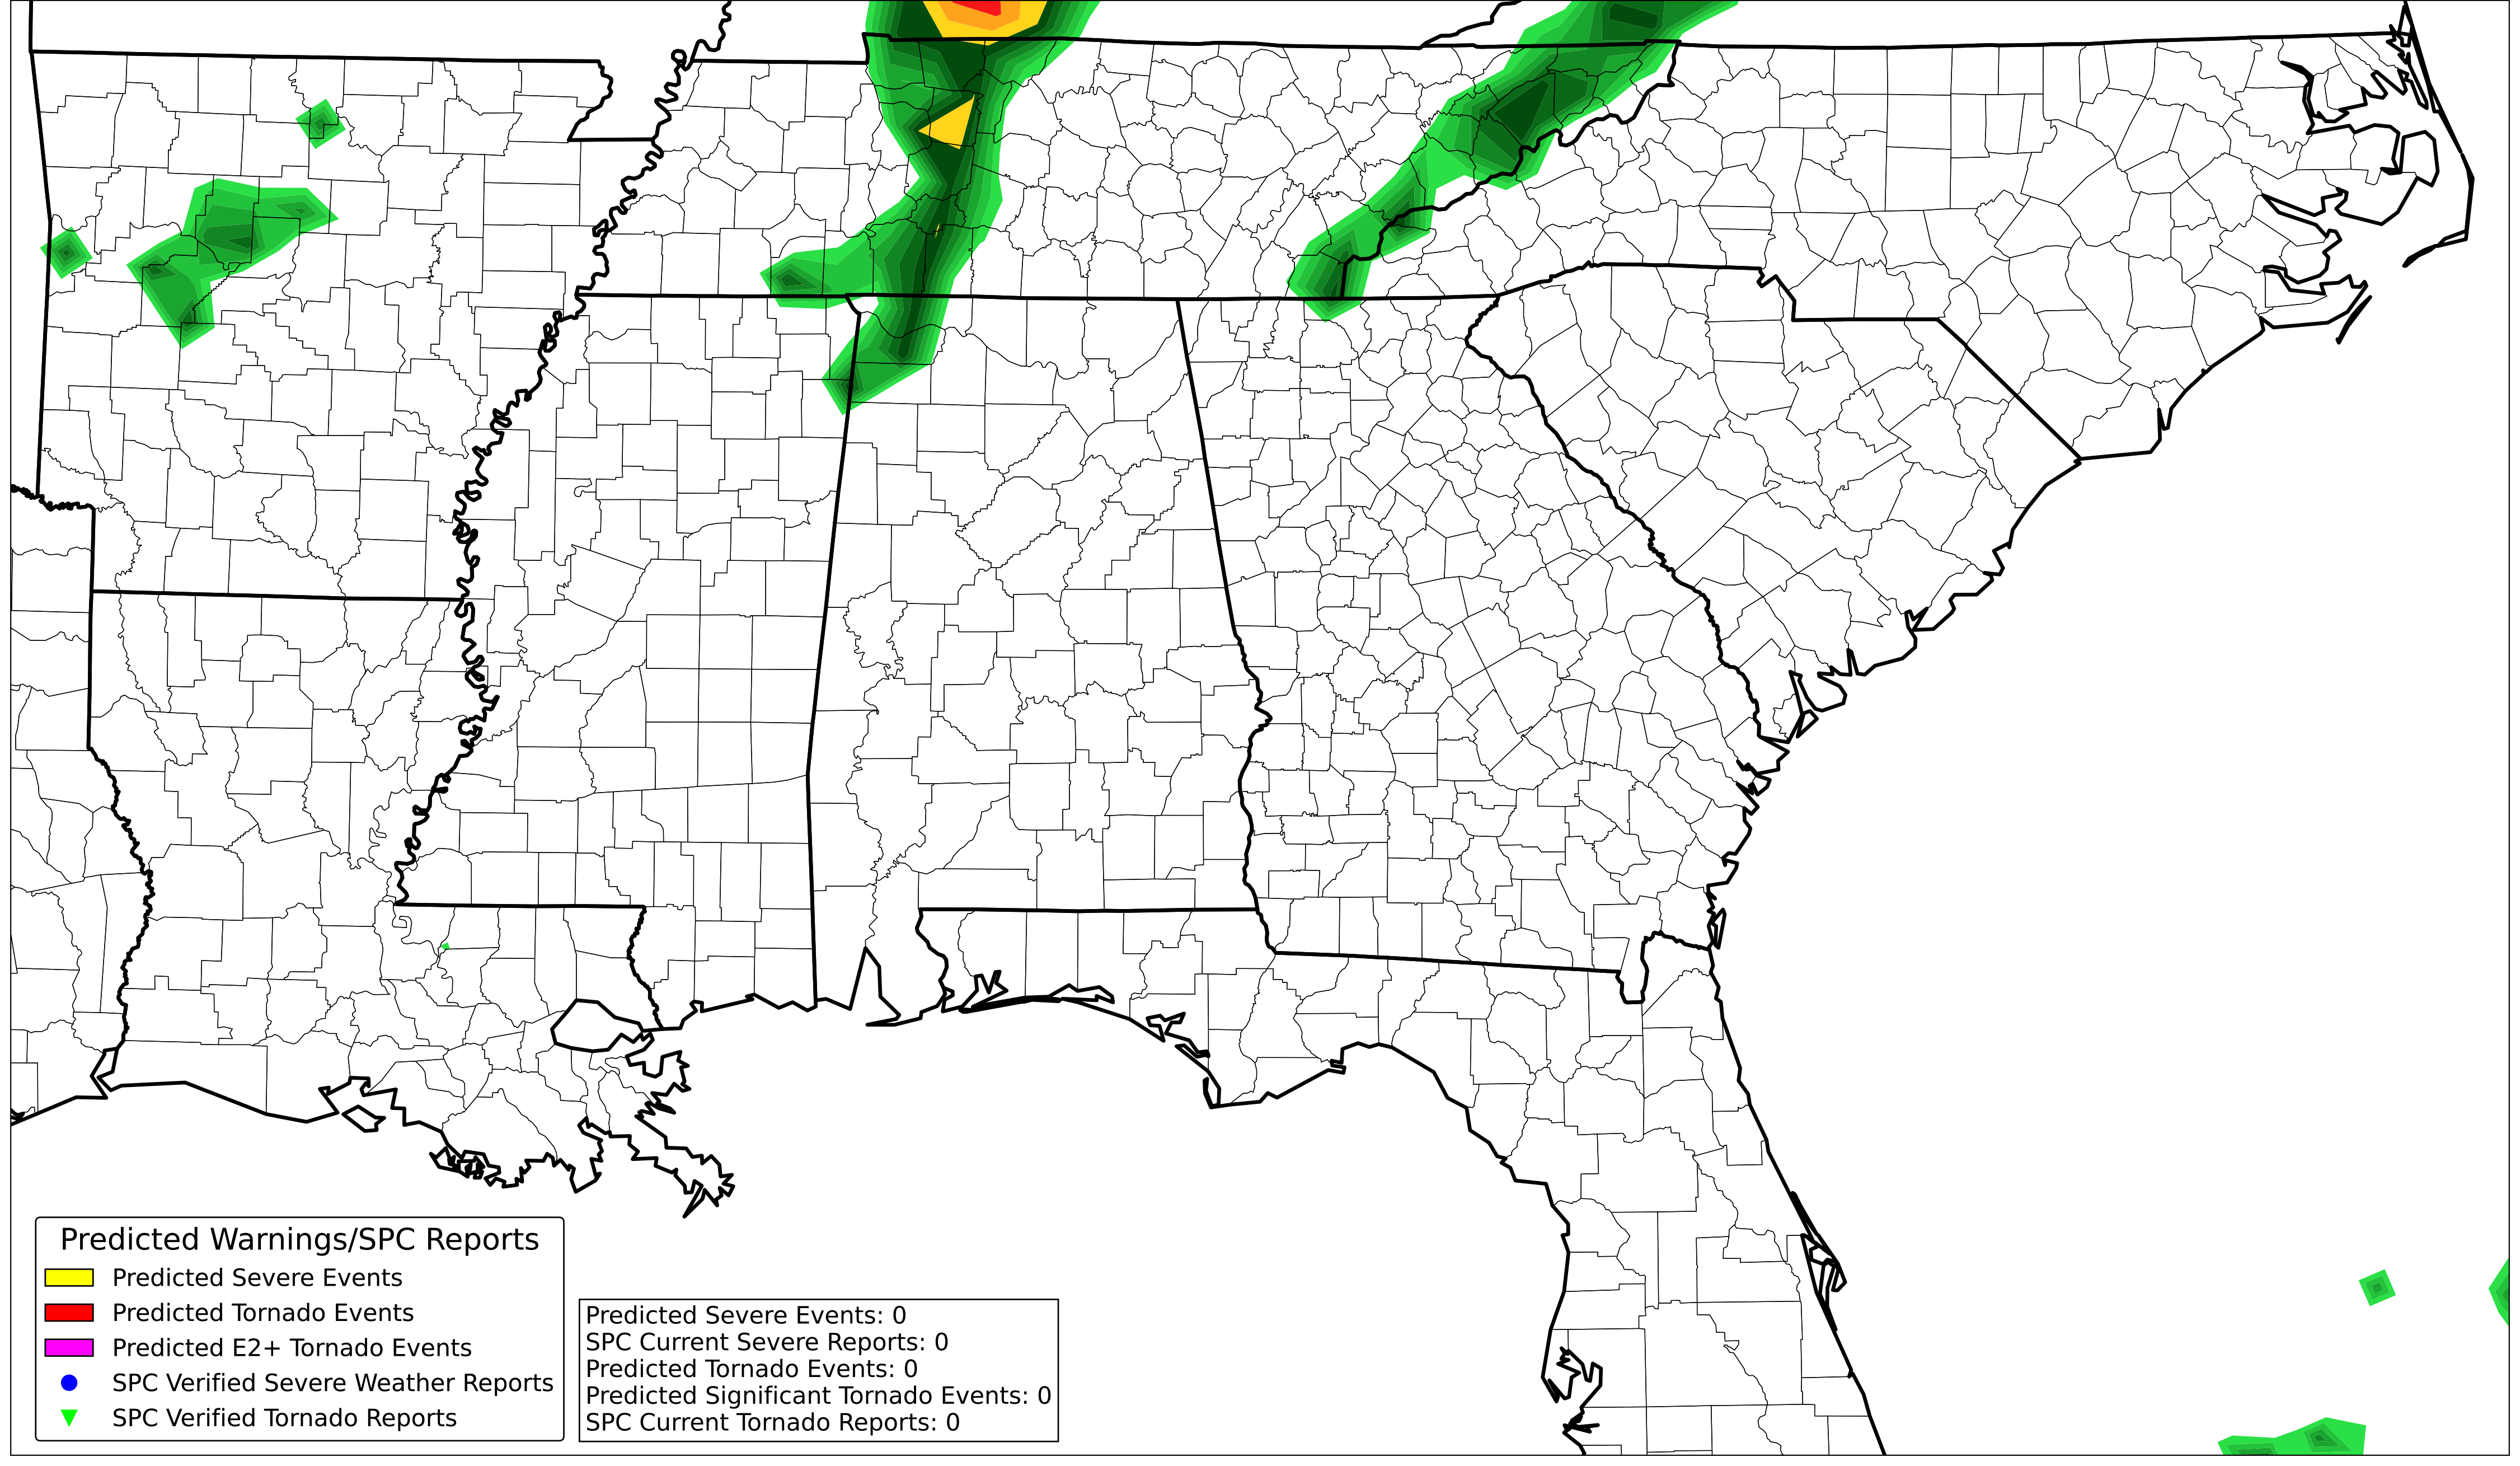 Predicted Warnings/SPC Reports
Predicted Severe Events
Predicted Tornado Events
Predicted E2+ Tornado Events
SPC Verified Severe Weather Reports
SPC Verified Tornado Reports
Predicted Severe Events: 0
SPC Current Severe Reports: 0
Predicted Tornado Events: 0
Predicted Significant Tornado Events: 0
SPC Current Tornado Reports: 0